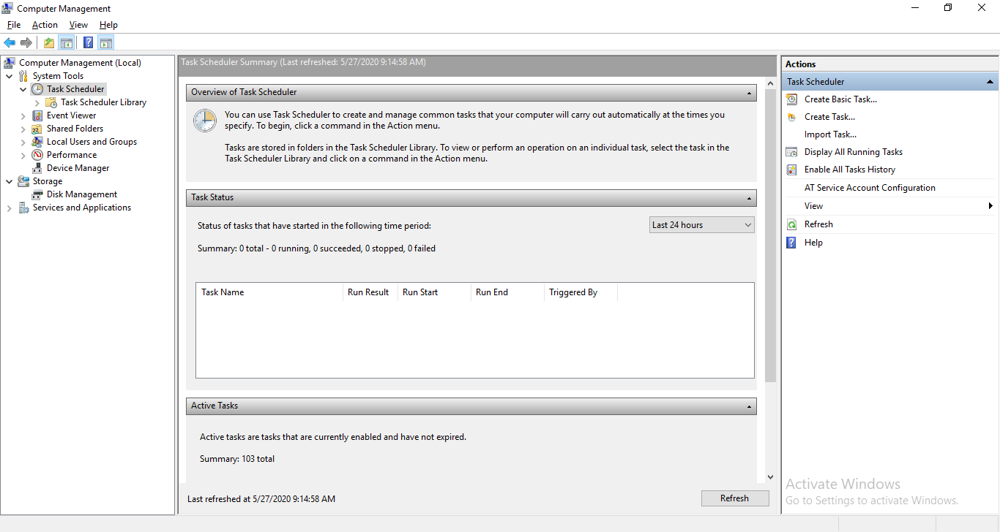 Computer Management
File Action View Help
Computer Management (Local)
System Tools
Task Scheduler
Task Scheduler Library
Event Viewer
Shared Folders
Local Users and Groups
Performance
Device Manager
Storage
Disk Management
Services and Applications
Task Scheduler Summary (Last refreshed: 5/27/2020 9:14:58 AM)
Overview of Task Scheduler
You can use Task Scheduler to create and manage common tasks that your computer will carry out automatically at the times you
specify. To begin, click a command in the Action menu.
Tasks are stored in folders in the Task Scheduler Library. To view or perform an operation on an individual task, select the task in the
Task Scheduler Library and click on a command in the Action menu.
Task Status
Status of tasks that have started in the following time period:
Last 24 hours
Summary: 0 total - 0 running, 0 succeeded, 0 stopped, 0 failed
Task Name Run Result Run Start Run End Triggered By
Active Tasks
Active tasks are tasks that are currently enabled and have not expired.
Summary: 103 total
Last refreshed at 5/27/2020 9:14:58 AM
Refresh
Actions
Task Scheduler
Create Basic Task...
Create Task...
Import Task...
Display All Running Tasks
Enable All Tasks History
AT Service Account Configuration
View
Refresh
Help
Activate Windows
Go to Settings to activate Windows.